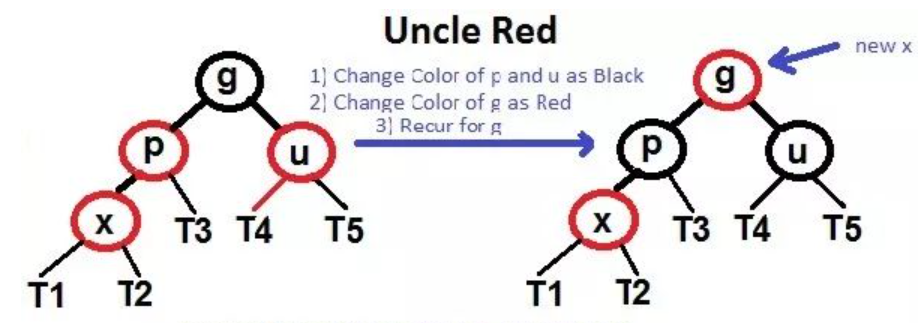 Uncle Red
new x
1) Change Color of p and u as Black
2) Change Color of g as Red
3) Recur for g
g
p
u
x
T3
T4
T5
T1
T2
g
p
u
x
T3
T4
T5
T1
T2